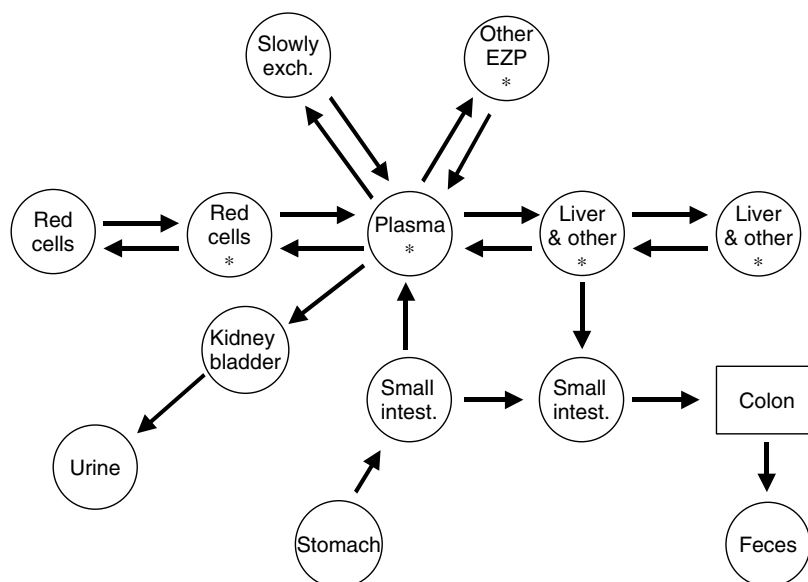 Slowly
exch.
Other
EZP
*
Red
cells
Red
cells
*
Plasma
*
Liver
& other
*
Liver
& other
*
Kidney
bladder
Small
intest.
Small
intest.
Colon
Urine
Stomach
Feces